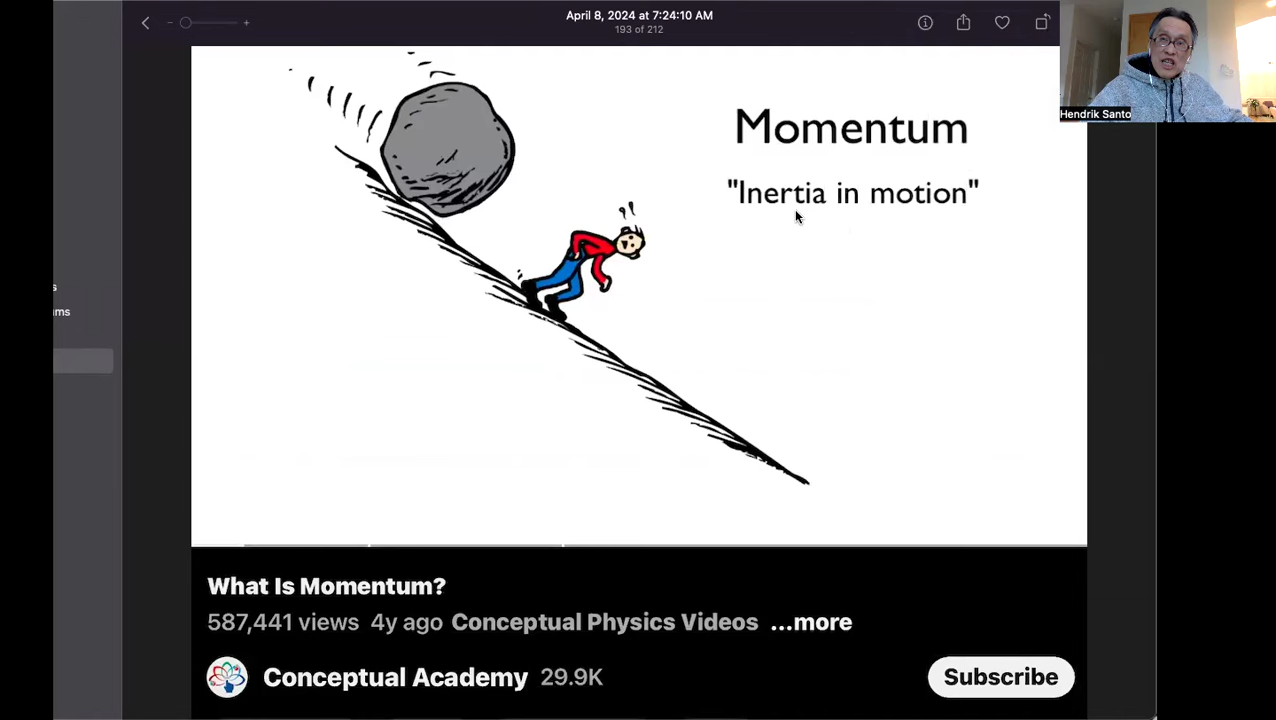 April 8, 2024 at 7:24:10 AM
193 of 212
Hendrik Santo
Momentum
"Inertia in motion"
s
ums
What Is Momentum?
587,441 views 4y ago Conceptual Physics Videos ...more
Conceptual Academy 29.9K
Subscribe